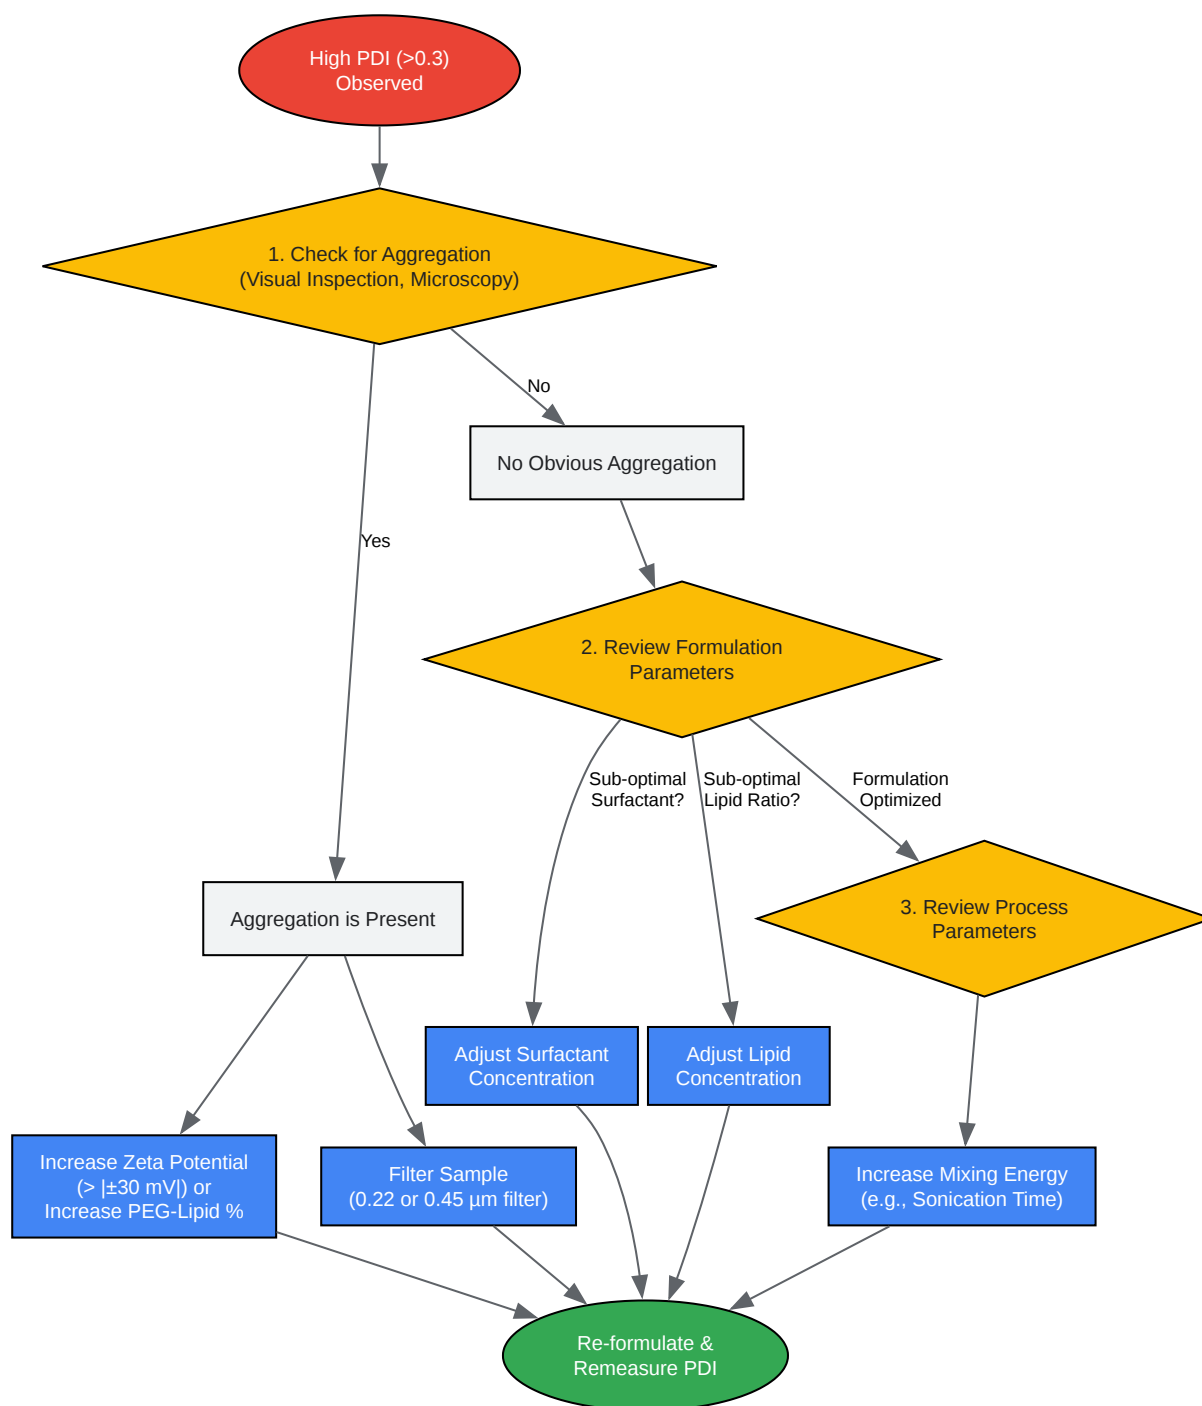 High PDI (>0.3)
Observed
1. Check for Aggregation
(Visual Inspection, Microscopy)
No
No Obvious Aggregation
Yes
2. Review Formulation
Parameters
Sub-optimal
Surfactant?
Sub-optimal
Lipid Ratio?
Formulation
Optimized
Aggregation is Present
3. Review Process
Parameters
Adjust Surfactant
Concentration
Adjust Lipid
Concentration
Increase Zeta Potential
(> |±30 mV|) or
Increase PEG-Lipid %
Filter Sample
(0.22 or 0.45 µm filter)
Increase Mixing Energy
(e.g., Sonication Time)
Re-formulate &
Remeasure PDI